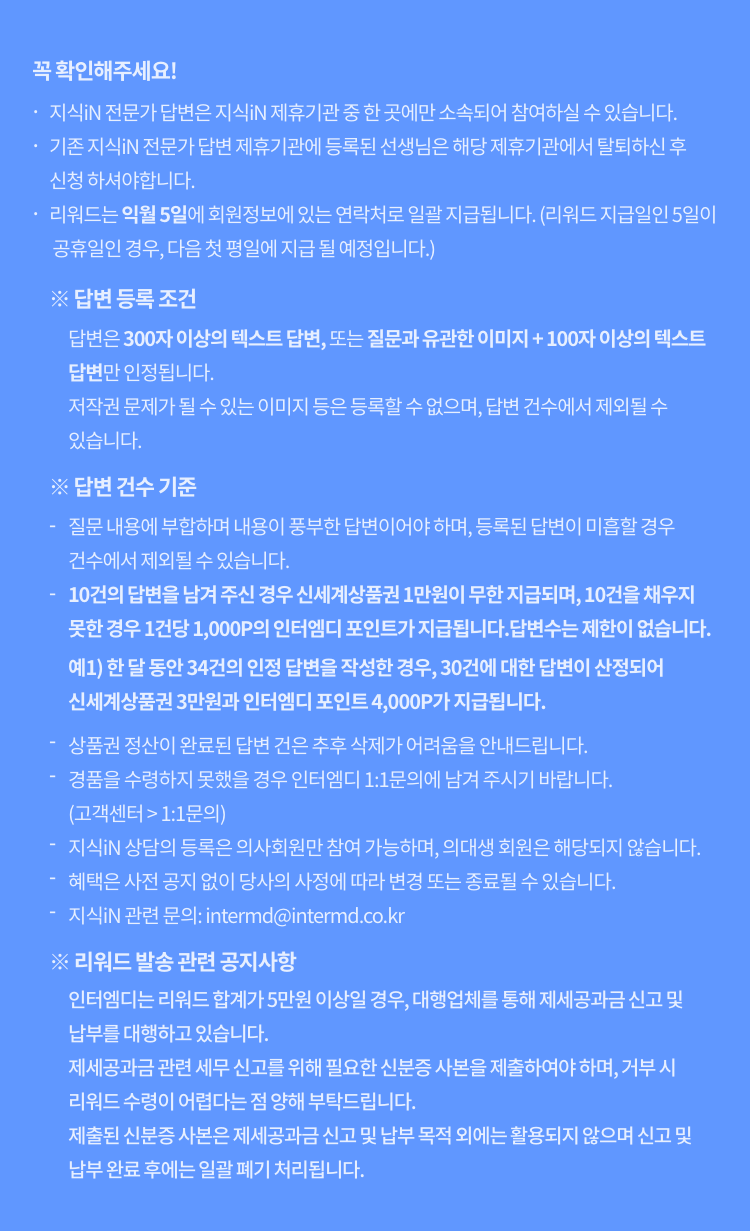 꼭 확인해주세요!
· 지식iN 전문가 답변은 지식iN 제휴기관 중 한 곳에만 소속되어 참여하실 수 있습니다.
· 기존 지식iN 전문가 답변 제휴기관에 등록된 선생님은 해당 제휴기관에서 탈퇴하신 후
신청 하셔야합니다.
· 리워드는 익월 5일에 회원정보에 있는 연락처로 일괄 지급됩니다. (리워드 지급일인 5일이
공휴일인 경우, 다음 첫 평일에 지급 될 예정입니다.)
※ 답변 등록 조건
답변은 300자 이상의 텍스트 답변, 또는 질문과 유관한 이미지 + 100자 이상의 텍스트
답변만 인정됩니다.
저작권 문제가 될 수 있는 이미지 등은 등록할 수 없으며, 답변 건수에서 제외될 수
있습니다.
※ 답변 건수 기준
- 질문 내용에 부합하며 내용이 풍부한 답변이어야 하며, 등록된 답변이 미흡할 경우
건수에서 제외될 수 있습니다.
- 10건의 답변을 남겨 주신 경우 신세계상품권 1만원이 무한 지급되며, 10건을 채우지
못한 경우 1건당 1,000P의 인터엠디 포인트가 지급됩니다.답변수는 제한이 없습니다.
예1) 한 달 동안 34건의 인정 답변을 작성한 경우, 30건에 대한 답변이 산정되어
신세계상품권 3만원과 인터엠디 포인트 4,000P가 지급됩니다.
- 상품권 정산이 완료된 답변 건은 추후 삭제가 어려움을 안내드립니다.
- 경품을 수령하지 못했을 경우 인터엠디 1:1문의에 남겨 주시기 바랍니다.
(고객센터 > 1:1문의)
- 지식iN 상담의 등록은 의사회원만 참여 가능하며, 의대생 회원은 해당되지 않습니다.
- 혜택은 사전 공지 없이 당사의 사정에 따라 변경 또는 종료될 수 있습니다.
- 지식iN 관련 문의: intermd@intermd.co.kr
※ 리워드 발송 관련 공지사항
인터엠디는 리워드 합계가 5만원 이상일 경우, 대행업체를 통해 제세공과금 신고 및
납부를 대행하고 있습니다.
제세공과금 관련 세무 신고를 위해 필요한 신분증 사본을 제출하여야 하며, 거부 시
리워드 수령이 어렵다는 점 양해 부탁드립니다.
제출된 신분증 사본은 제세공과금 신고 및 납부 목적 외에는 활용되지 않으며 신고 및
납부 완료 후에는 일괄 폐기 처리됩니다.